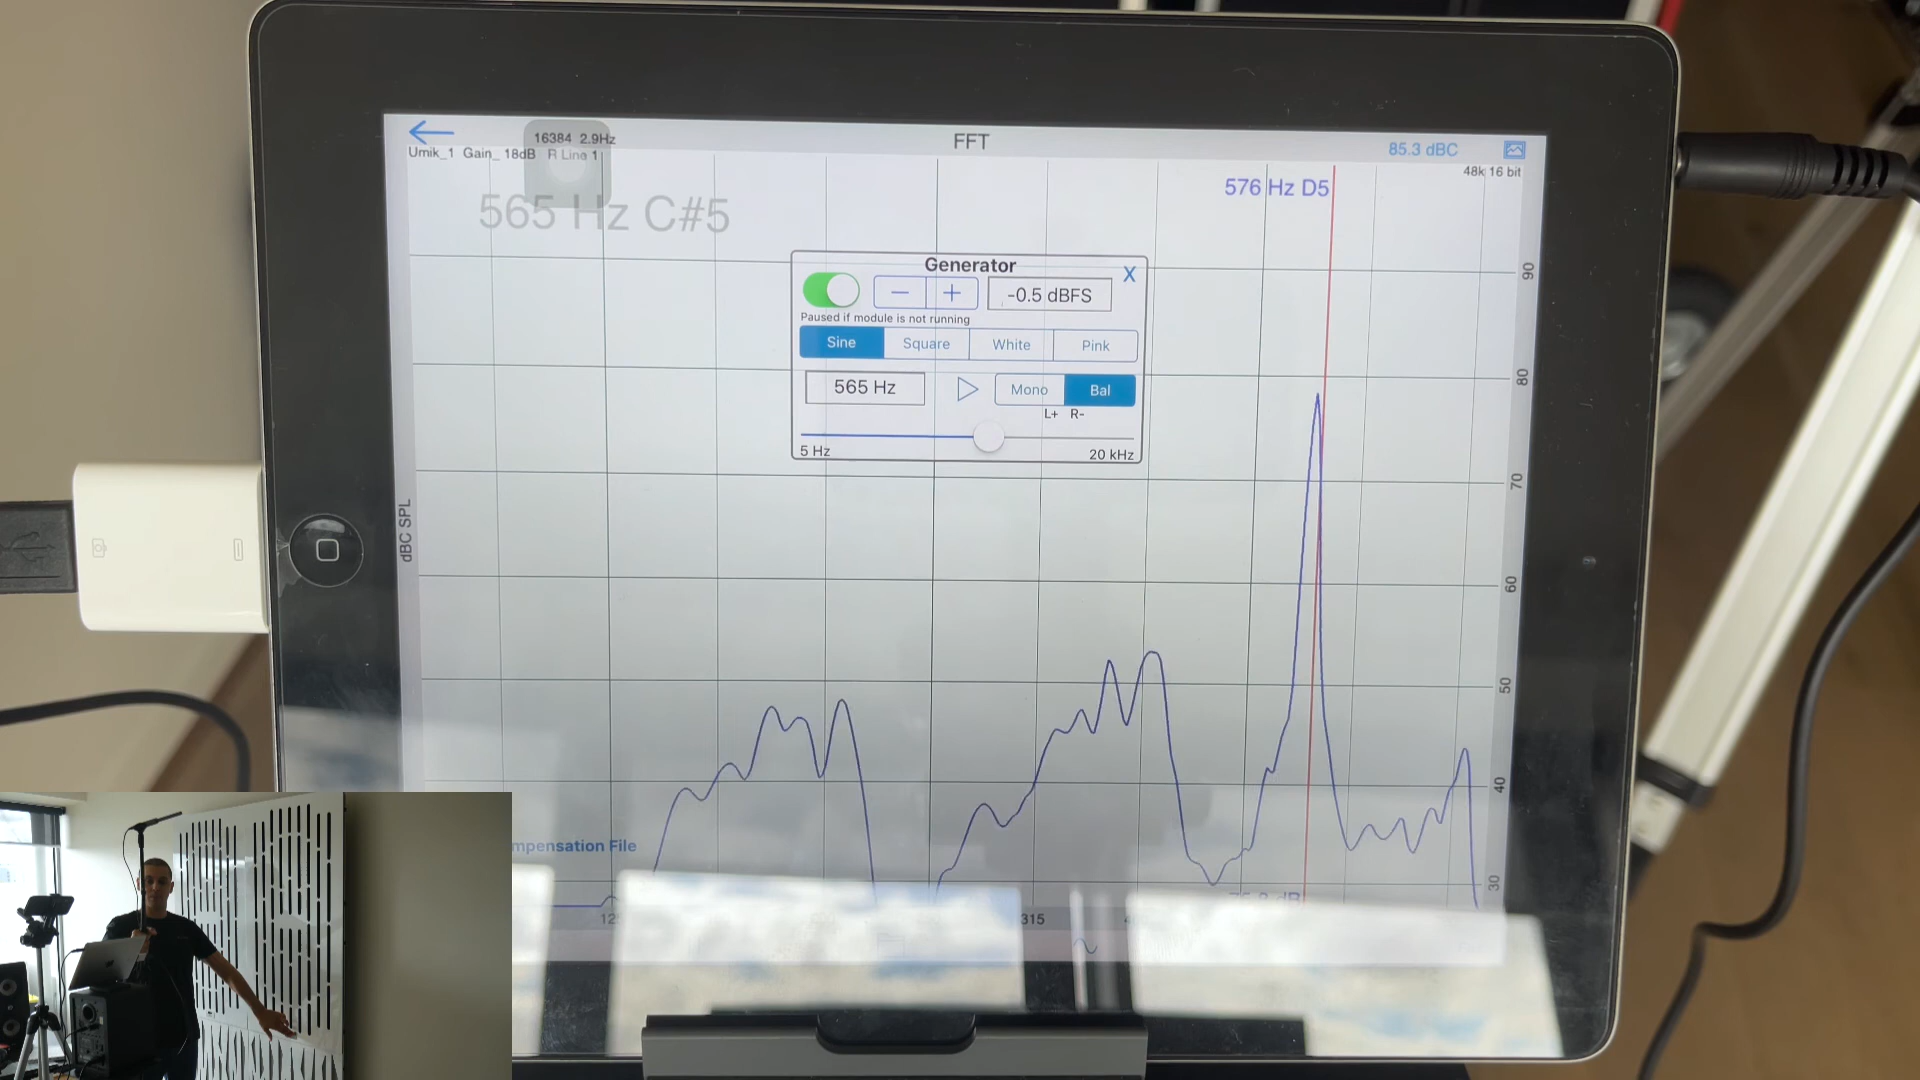 16384 2.9Hz
Umik_1 Gain_ 18dB R Line 1
FFT
85.3 dBC
48k 16 bit
565 Hz C#5
576 Hz D5
Generator
X
-0.5 dBFS
Paused if module is not running
Sine Square White Pink
565 Hz
Mono Bal
L+ R-
5 Hz
20 kHz
dBC SPL
90
80
70
60
50
40
30
mpensation File
315